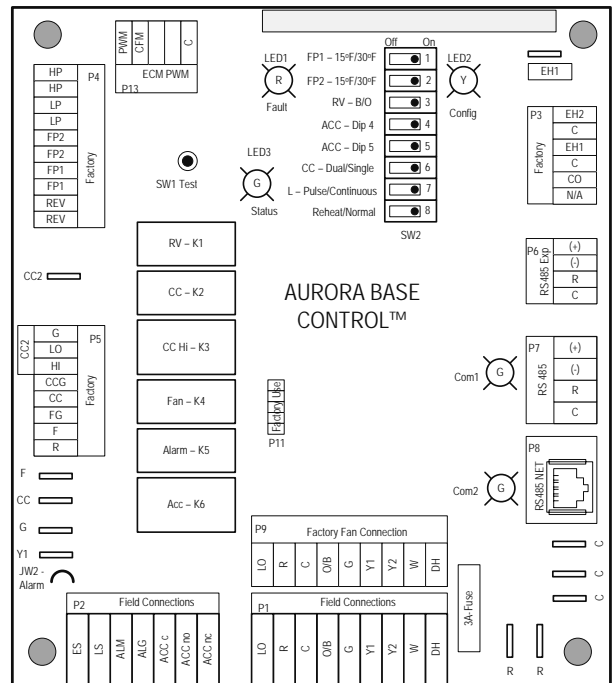 PWM
CFM
C
ECM PWM
P13
LED1
R
Fault
Off On
FP1 – 15ºF/30ºF 1
FP2 – 15ºF/30ºF 2
RV – B/O 3
ACC – Dip 4 4
ACC – Dip 5 5
CC – Dual/Single 6
L – Pulse/Continuous 7
Reheat/Normal 8
SW2
LED2
Y
Config
EH1
P4
HP
HP
LP
LP
FP2
FP2
FP1
FP1
REV
REV
Factory
SW1 Test
LED3
G
Status
P3
EH2
C
EH1
C
CO
N/A
Factory
RV – K1
CC – K2
CC Hi – K3
Fan – K4
Alarm – K5
Acc – K6
AURORA BASE
CONTROL™
P6
RS485 Exp
(+)
(-)
R
C
CC2
CC2
P5
G
LO
HI
CCG
CC
FG
F
R
Factory
Factory Use
P11
Com1
G
P7
RS 485
(+)
(-)
R
C
Com2
G
P8
RS485 NET
F
CC
G
Y1
JW2 -
Alarm
P9 Factory Fan Connection
LO R C O/B G Y1 Y2 W DH
3A-Fuse
C
C
C
P2 Field Connections
ES LS ALM ALG ACC c ACC no ACC nc
P1 Field Connections
LO R C O/B G Y1 Y2 W DH
R R